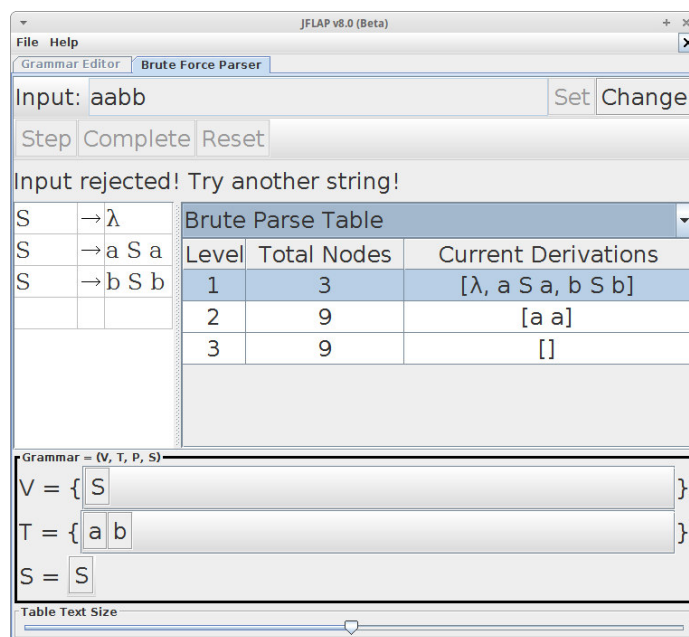 JFLAP v8.0 (Beta)
File Help
Grammar Editor Brute Force Parser
Input: aabb Set Change
Step Complete Reset
Input rejected! Try another string!
S →λ Brute Parse Table
S →a S a Level Total Nodes Current Derivations
S →b S b 1 3 [λ, a S a, b S b]
2 9 [a a]
3 9 []
Grammar = (V, T, P, S)
V = { S }
T = { a b }
S = S
Table Text Size